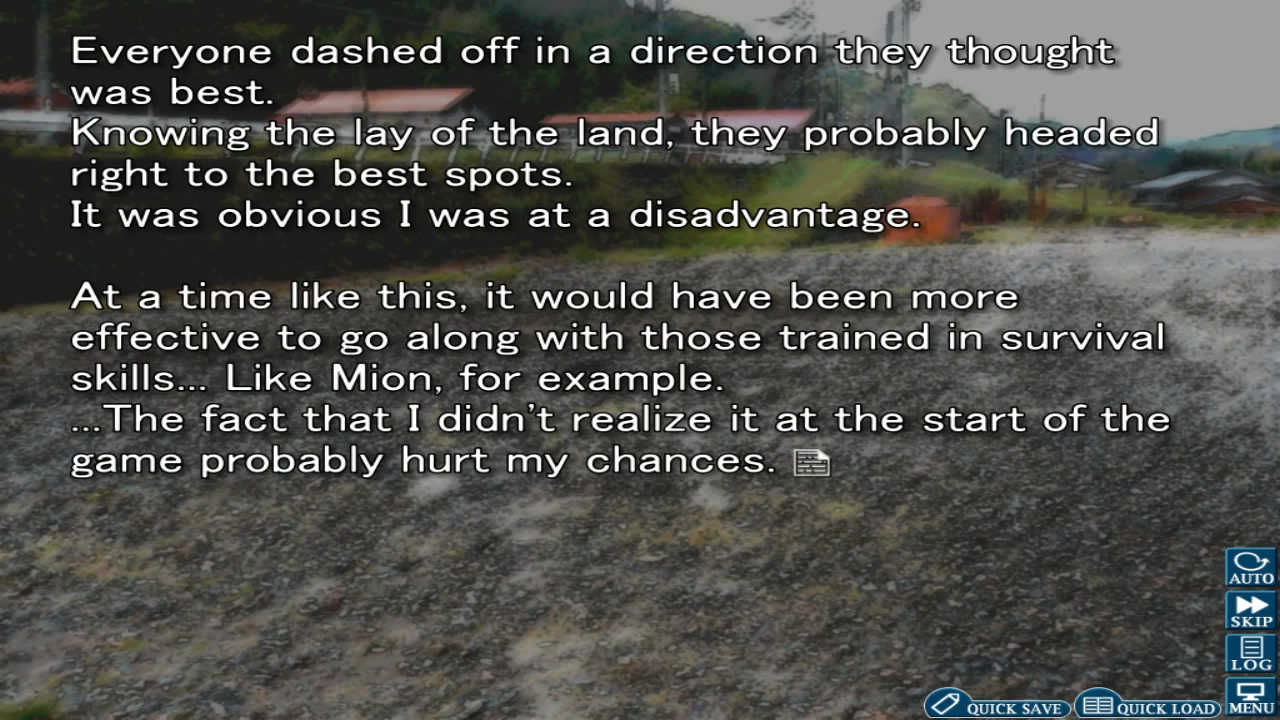 Everyone dashed off in a direction they thought
was best.
Knowing the lay of the land, they probably headed
right to the best spots.
It was obvious I was at a disadvantage.
At a time like this, it would have been more
effective to go along with those trained in survival
skills... Like Mion, for example.
...The fact that I didn't realize it at the start of the
game probably hurt my chances.
AUTO
SKIP
LOG
MENU
QUICK SAVE
QUICK LOAD